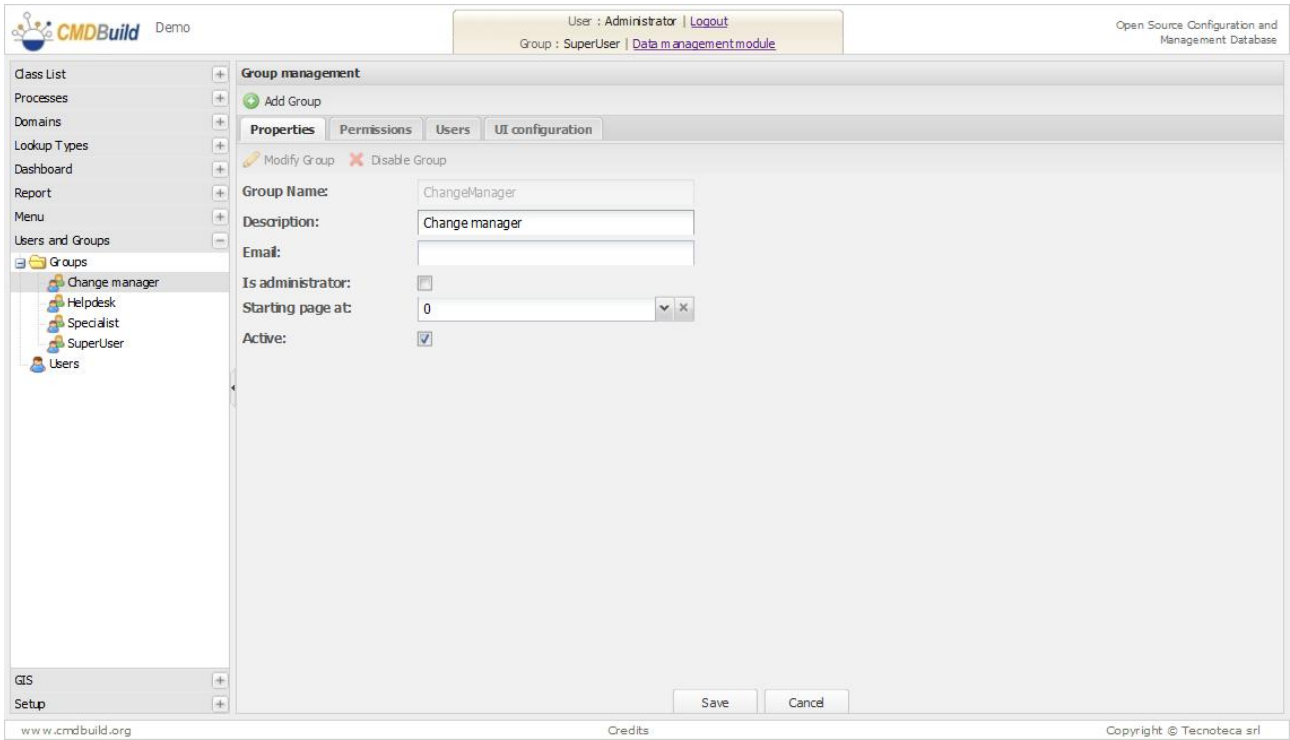 CMDBuild Demo
User : Administrator | Logout
Group : SuperUser | Data management module
Open Source Configuration and
Management Database
Class List
Processes
Domains
Lookup Types
Dashboard
Report
Menu
Users and Groups
Groups
Change manager
Helpdesk
Specialist
SuperUser
Users
GIS
Setup
Group management
Add Group
Properties Permissions Users UI configuration
Modify Group Disable Group
Group Name: ChangeManager
Description: Change manager
Email:
Is administrator:
Starting page at: 0
Active:
Save Cancel
www.cmdbuild.org Credits Copyright © Tecnoteca srl